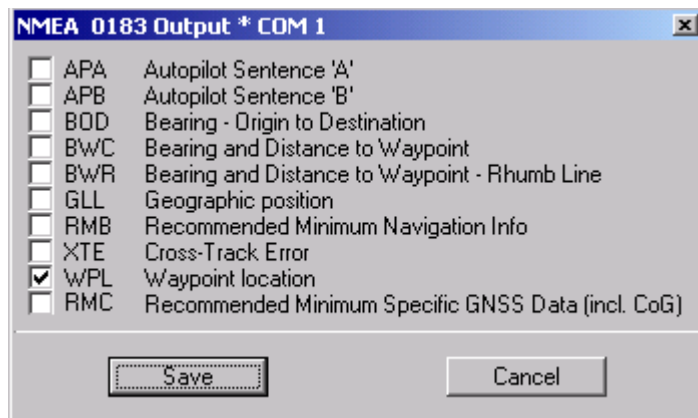 NMEA 0183 Output * COM 1
APA Autopilot Sentence 'A'
APB Autopilot Sentence 'B'
BOD Bearing - Origin to Destination
BWC Bearing and Distance to Waypoint
BWR Bearing and Distance to Waypoint - Rhumb Line
GLL Geographic position
RMB Recommended Minimum Navigation Info
XTE Cross-Track Error
WPL Waypoint location
RMC Recommended Minimum Specific GNSS Data (incl. CoG)
Save Cancel